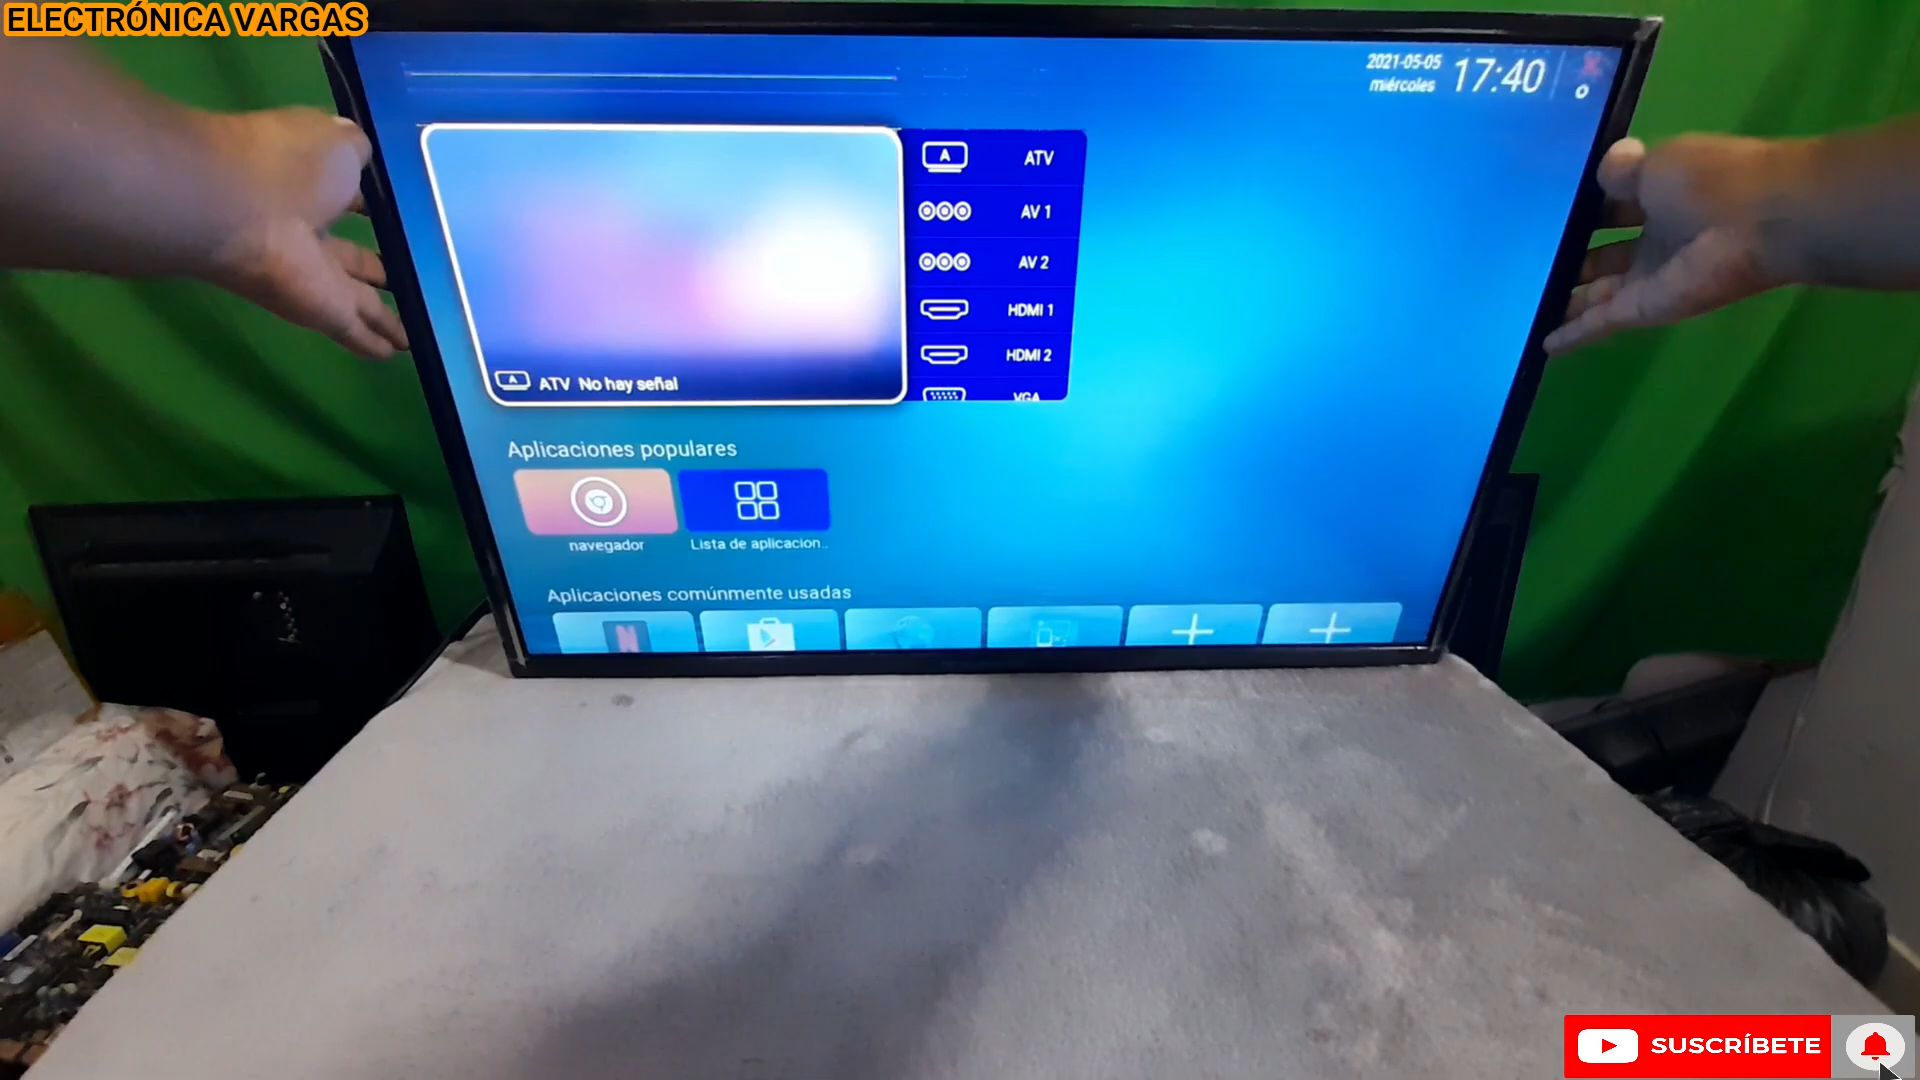 ELECTRÓNICA VARGAS
2021-05-05
miércoles
17:40
A
ATV
AV 1
AV 2
HDMI 1
HDMI 2
VGA
A ATV No hay señal
Aplicaciones populares
navegador
Lista de aplicacion..
Aplicaciones comúnmente usadas
N
SUSCRÍBETE